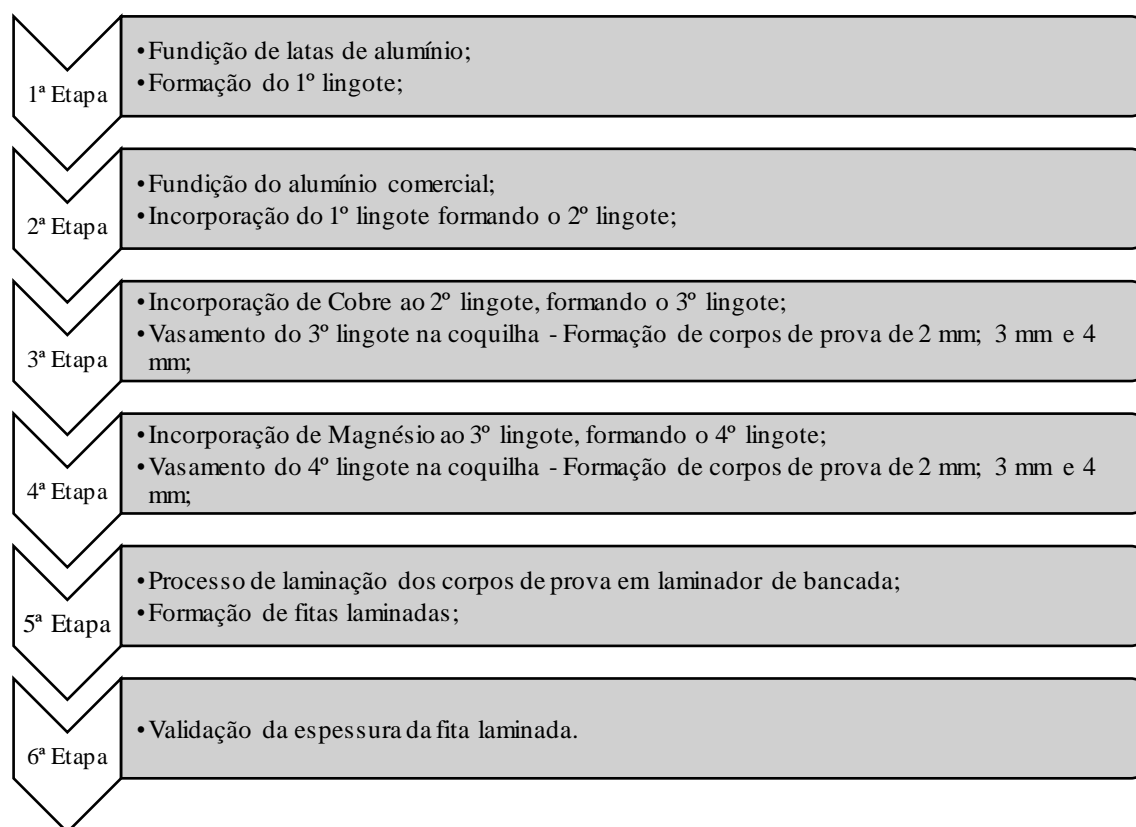 1ª Etapa
•Fundição de latas de alumínio;
•Formação do 1º lingote;
2ª Etapa
•Fundição do alumínio comercial;
•Incorporação do 1º lingote formando o 2º lingote;
3ª Etapa
•Incorporação de Cobre ao 2º lingote, formando o 3º lingote;
•Vasamento do 3º lingote na coquilha - Formação de corpos de prova de 2 mm; 3 mm e 4
mm;
4ª Etapa
•Incorporação de Magnésio ao 3º lingote, formando o 4º lingote;
•Vasamento do 4º lingote na coquilha - Formação de corpos de prova de 2 mm; 3 mm e 4
mm;
5ª Etapa
•Processo de laminação dos corpos de prova em laminador de bancada;
•Formação de fitas laminadas;
6ª Etapa
•Validação da espessura da fita laminada.